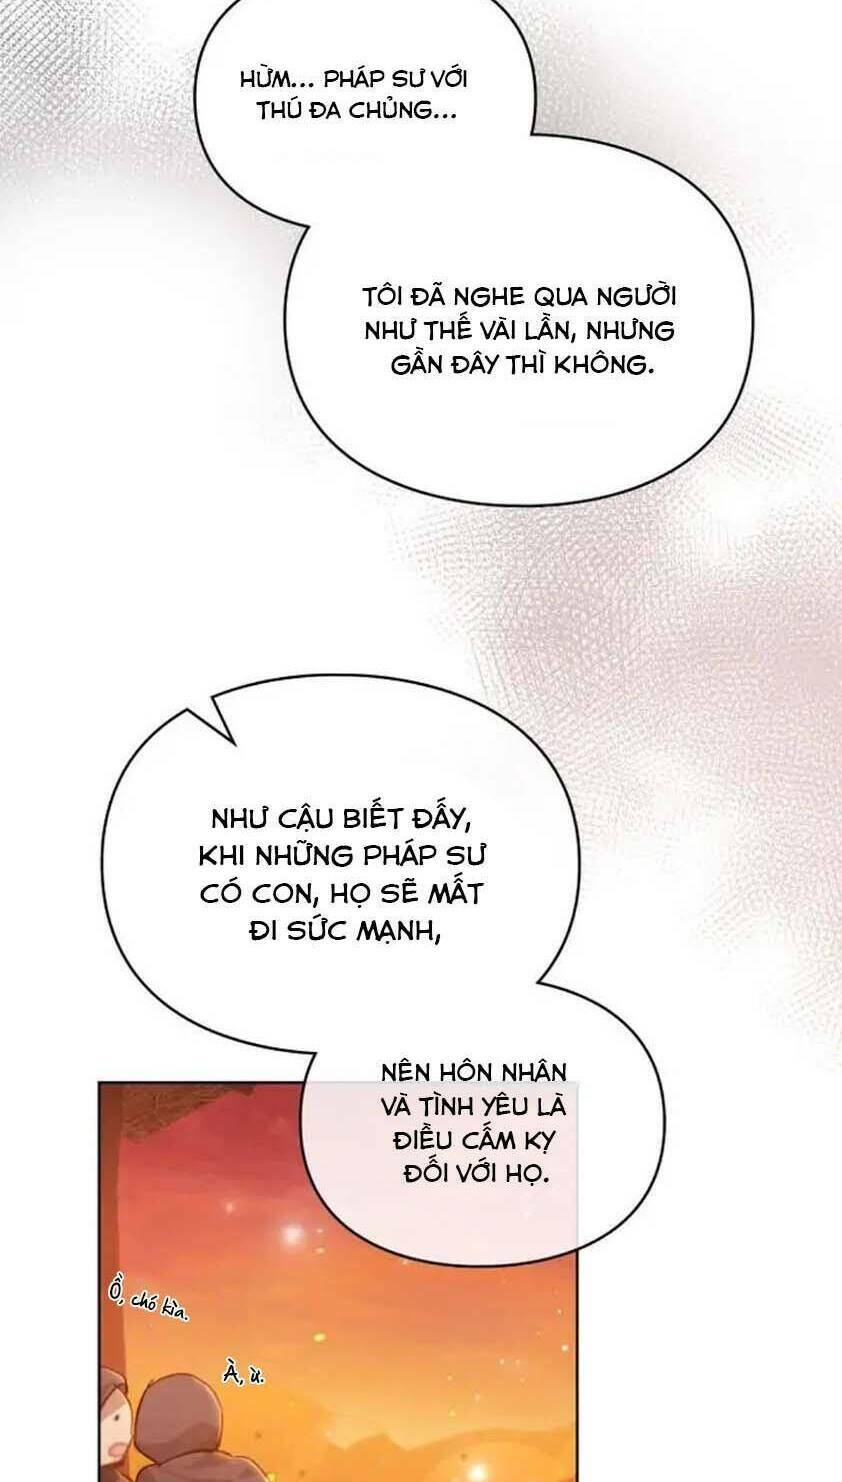 HỪM... PHÁP SƯ VỚI
THÚ ĐA CHỦNG...
TÔI ĐÃ NGHE QUA NGƯỜI
NHƯ THẾ VÀI LẦN, NHƯNG
GẦN ĐÂY THÌ KHÔNG.
NHƯ CẬU BIẾT ĐẤY,
KHI NHỮNG PHÁP SƯ
CÓ CON, HỌ SẼ MẤT
ĐI SỨC MẠNH,
NÊN HÔN NHÂN
VÀ TÌNH YÊU LÀ
ĐIỀU CẤM KỴ
ĐỐI VỚI HỌ.
Ồ, chó kìa.
À, ừ.